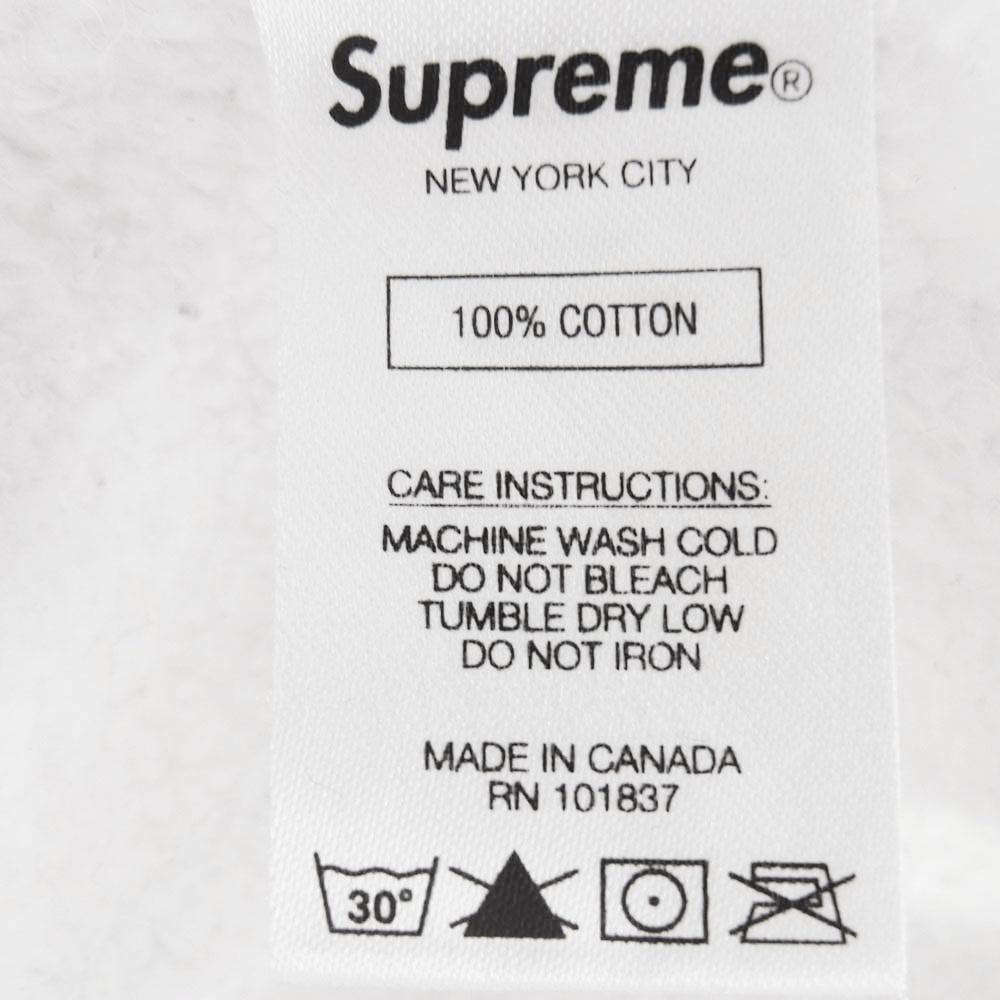 Supreme®
NEW YORK CITY
100% COTTON
CARE INSTRUCTIONS:
MACHINE WASH COLD
DO NOT BLEACH
TUMBLE DRY LOW
DO NOT IRON
MADE IN CANADA
RN 101837
30°